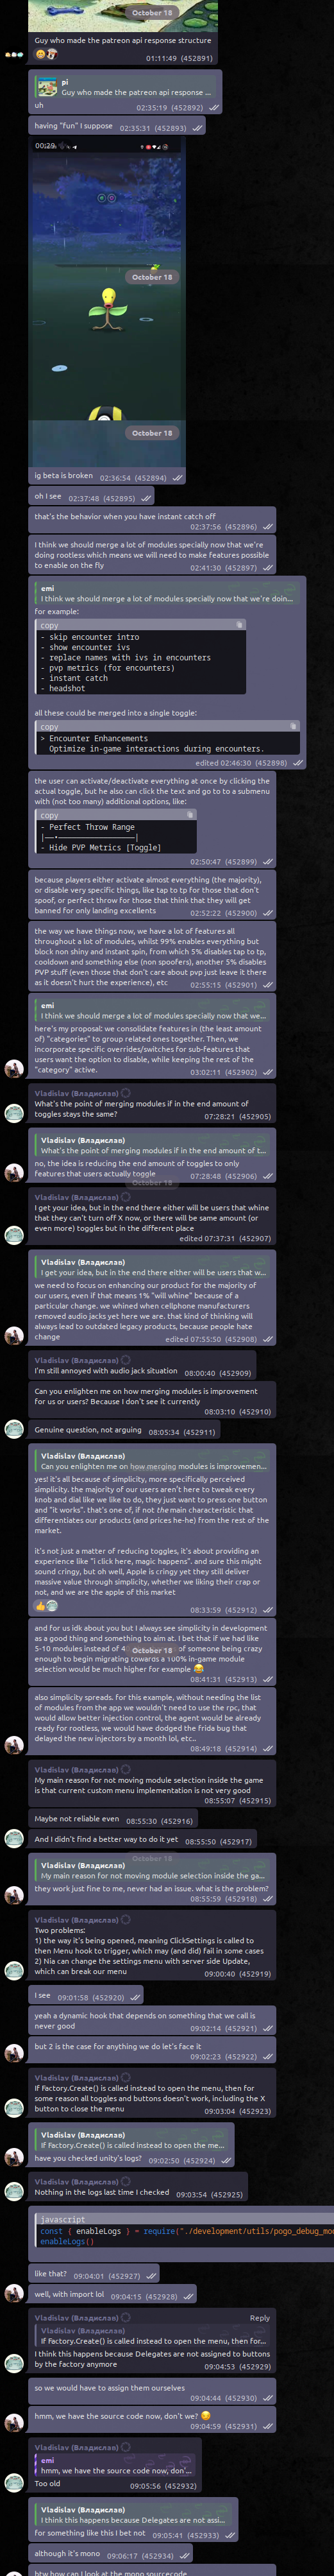 October 18
Guy who made the patreon api response structure
01:11:49 (452891)
pi
Guy who made the patreon api response ...
uh
02:35:19 (452892)
having "fun" I suppose 02:35:31 (452893)
00:29
October 18
October 18
ig beta is broken 02:36:54 (452894)
oh I see 02:37:48 (452895)
that's the behavior when you have instant catch off
02:37:56 (452896)
I think we should merge a lot of modules specially now that we're
doing rootless which means we will need to make features possible
to enable on the fly
02:41:30 (452897)
emi
I think we should merge a lot of modules specially now that we're doin...
for example:
copy
- skip encounter intro
- show encounter ivs
- replace names with ivs in encounters
- pvp metrics (for encounters)
- instant catch
- headshot
all these could be merged into a single toggle:
copy
> Encounter Enhancements
Optimize in-game interactions during encounters.
edited 02:46:30 (452898)
the user can activate/deactivate everything at once by clicking the
actual toggle, but he also can click the text and go to to a submenu
with (not too many) additional options, like:
copy
- Perfect Throw Range
|——•————————————|
- Hide PVP Metrics [Toggle]
02:50:47 (452899)
because players either activate almost everything (the majority),
or disable very specific things, like tap to tp for those that don't
spoof, or perfect throw for those that think that they will get
banned for only landing excellents
02:52:22 (452900)
the way we have things now, we have a lot of features all
throughout a lot of modules, whilst 99% enables everything but
block non shiny and instant spin, from which 5% disables tap to tp,
cooldown and something else (non spoofers), another 5% disables
PVP stuff (even those that don't care about pvp just leave it there
as it doesn't hurt the experience), etc
02:55:15 (452901)
emi
I think we should merge a lot of modules specially now that we...
here's my proposal: we consolidate features in (the least amount
of) "categories" to group related ones together. Then, we
incorporate specific overrides/switches for sub-features that
users want the option to disable, while keeping the rest of the
"category" active.
03:02:11 (452902)
Vladislav (Владислав)
What's the point of merging modules if in the end amount of
toggles stays the same?
07:28:21 (452905)
Vladislav (Владислав)
What's the point of merging modules if in the end amount of t...
no, the idea is reducing the end amount of toggles to only
features that users actually toggle
07:28:48 (452906)
October 18
Vladislav (Владислав)
I get your idea, but in the end there either will be users that whine
that they can't turn off X now, or there will be same amount (or
even more) toggles but in the different place
edited 07:37:31 (452907)
Vladislav (Владислав)
I get your idea, but in the end there either will be users that w...
we need to focus on enhancing our product for the majority of
our users, even if that means 1% "will whine" because of a
particular change. we whined when cellphone manufacturers
removed audio jacks yet here we are. that kind of thinking will
always lead to outdated legacy products, because people hate
change
edited 07:55:50 (452908)
Vladislav (Владислав)
I'm still annoyed with audio jack situation 08:00:40 (452909)
Can you enlighten me on how merging modules is improvement
for us or users? Because I don't see it currently
08:03:10 (452910)
Genuine question, not arguing 08:05:34 (452911)
Vladislav (Владислав)
Can you enlighten me on how merging modules is improvemen...
yes! it's all because of simplicity, more specifically perceived
simplicity. the majority of our users aren't here to tweak every
knob and dial like we like to do, they just want to press one button
and "it works". that's one of, if not the main characteristic that
differentiates our products (and prices he-he) from the rest of the
market.
it's not just a matter of reducing toggles, it's about providing an
experience like "I click here, magic happens". and sure this might
sound cringy, but oh well, Apple is cringy yet they still deliver
massive value through simplicity, whether we liking their crap or
not, and we are the apple of this market
08:33:59 (452912)
and for us idk about you but I always see simplicity in development
as a good thing and something to aim at. I bet that if we had like
5-10 modules instead of 4
October 18
of someone being crazy
enough to begin migrating towards a 100% in-game module
selection would be much higher for example
08:41:31 (452913)
also simplicity spreads. for this example, without needing the list
of modules from the app we wouldn't need to use the rpc, that
would allow better injection control, the agent would be already
ready for rootless, we would have dodged the frida bug that
delayed the new injectors by a month lol, etc..
08:49:18 (452914)
Vladislav (Владислав)
My main reason for not moving module selection inside the game
is that current custom menu implementation is not very good
08:55:07 (452915)
Maybe not reliable even 08:55:30 (452916)
And I didn't find a better way to do it yet 08:55:50 (452917)
October 18
Vladislav (Владислав)
My main reason for not moving module selection inside the ga...
they work just fine to me, never had an issue. what is the problem?
08:55:59 (452918)
Vladislav (Владислав)
Two problems:
1) the way it's being opened, meaning ClickSettings is called to
then Menu hook to trigger, which may (and did) fail in some cases
2) Nia can change the settings menu with server side Update,
which can break our menu
09:00:40 (452919)
I see 09:01:58 (452920)
yeah a dynamic hook that depends on something that we call is
never good
09:02:14 (452921)
but 2 is the case for anything we do let's face it
09:02:23 (452922)
Vladislav (Владислав)
If Factory.Create() is called instead to open the menu, then for
some reason all toggles and buttons doesn't work, including the X
button to close the menu
09:03:04 (452923)
Vladislav (Владислав)
If Factory.Create() is called instead to open the me...
have you checked unity's logs? 09:02:50 (452924)
Vladislav (Владислав)
Nothing in the logs last time I checked
09:03:54 (452925)
javascript
const { enableLogs } = require("./development/utils/pogo_debug_mo
enableLogs()
like that? 09:04:01 (452927)
well, with import lol 09:04:15 (452928)
Vladislav (Владислав)
Reply
Vladislav (Владислав)
If Factory.Create() is called instead to open the menu, then for...
I think this happens because Delegates are not assigned to buttons
by the factory anymore
09:04:53 (452929)
so we would have to assign them ourselves
09:04:44 (452930)
hmm, we have the source code now, don't we?
09:04:59 (452931)
Vladislav (Владислав)
emi
hmm, we have the source code now, don'...
Too old
09:05:56 (452932)
Vladislav (Владислав)
I think this happens because Delegates are not assi...
for something like this I bet not 09:05:41 (452933)
although it's mono 09:06:17 (452934)
btw how can I look at the mono sourcecode